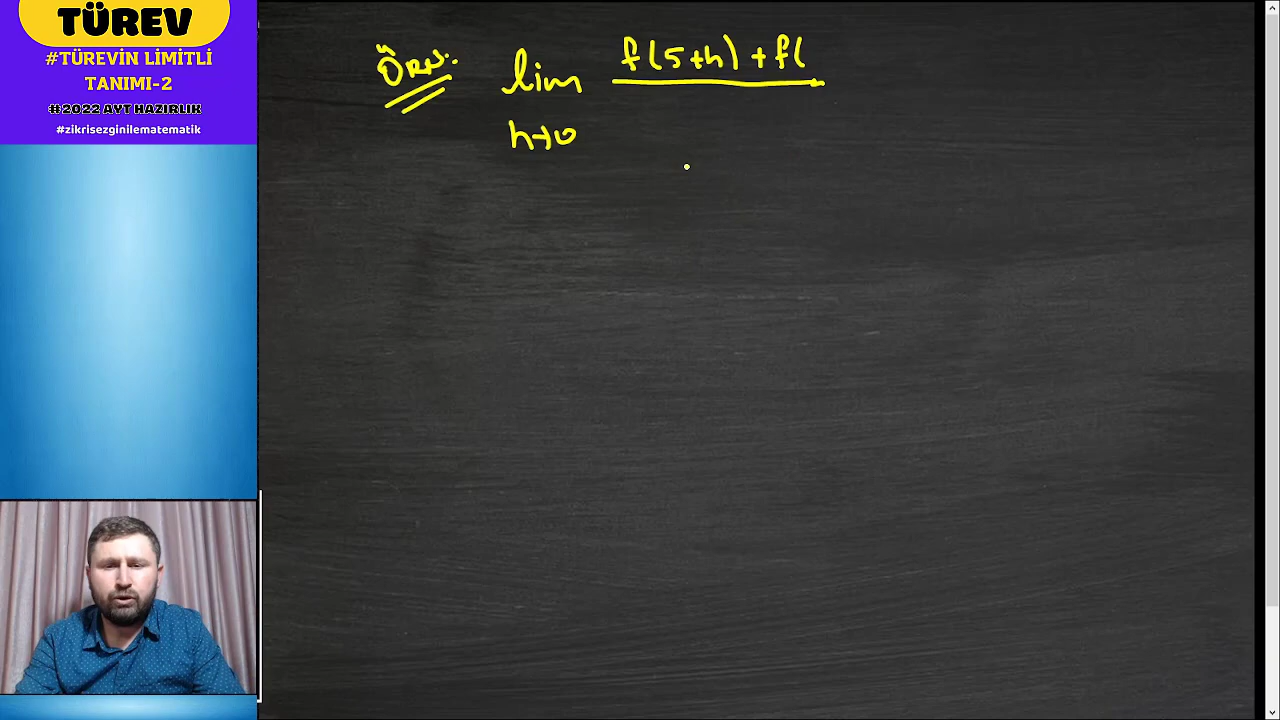 TÜREV
#TÜREVİN LİMİTLİ
TANIMI-2
#2022 AYT HAZIRLIK
#zikrisezginilematematik
ÖRN:
lim f(5+h)+f(
h→0